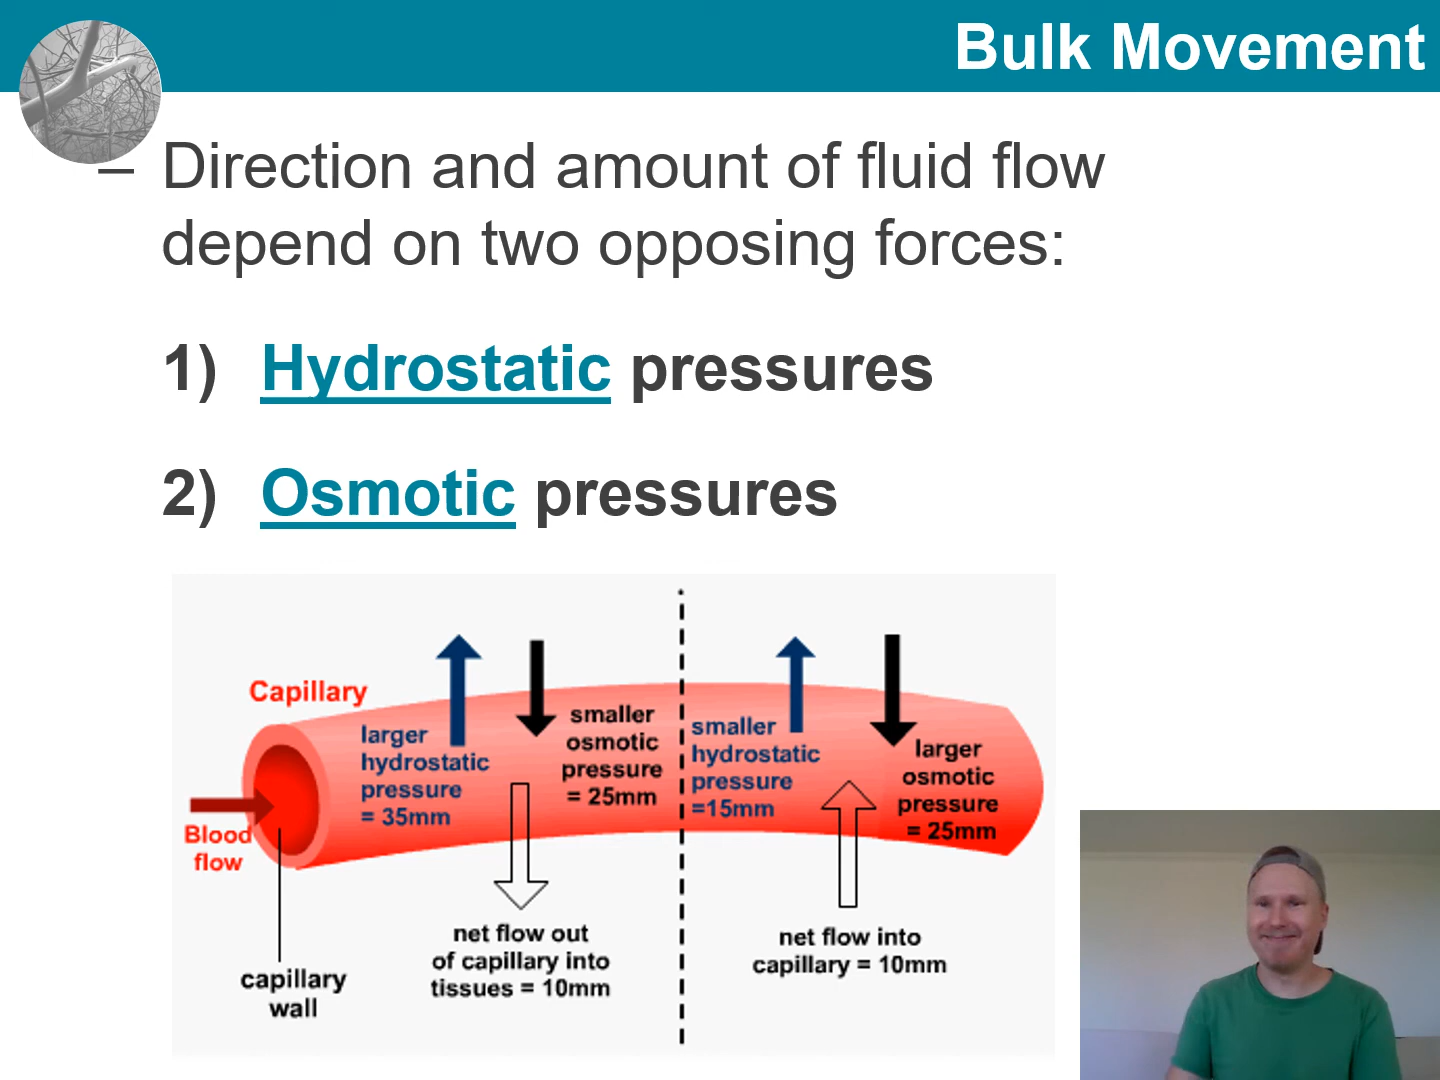 Bulk Movement
– Direction and amount of fluid flow
depend on two opposing forces:
1) Hydrostatic pressures
2) Osmotic pressures
Capillary
larger
hydrostatic
pressure
= 35mm
smaller
osmotic
pressure
= 25mm
smaller
hydrostatic
pressure
=15mm
larger
osmotic
pressure
= 25mm
Blood
flow
capillary
wall
net flow out
of capillary into
tissues = 10mm
net flow into
capillary = 10mm